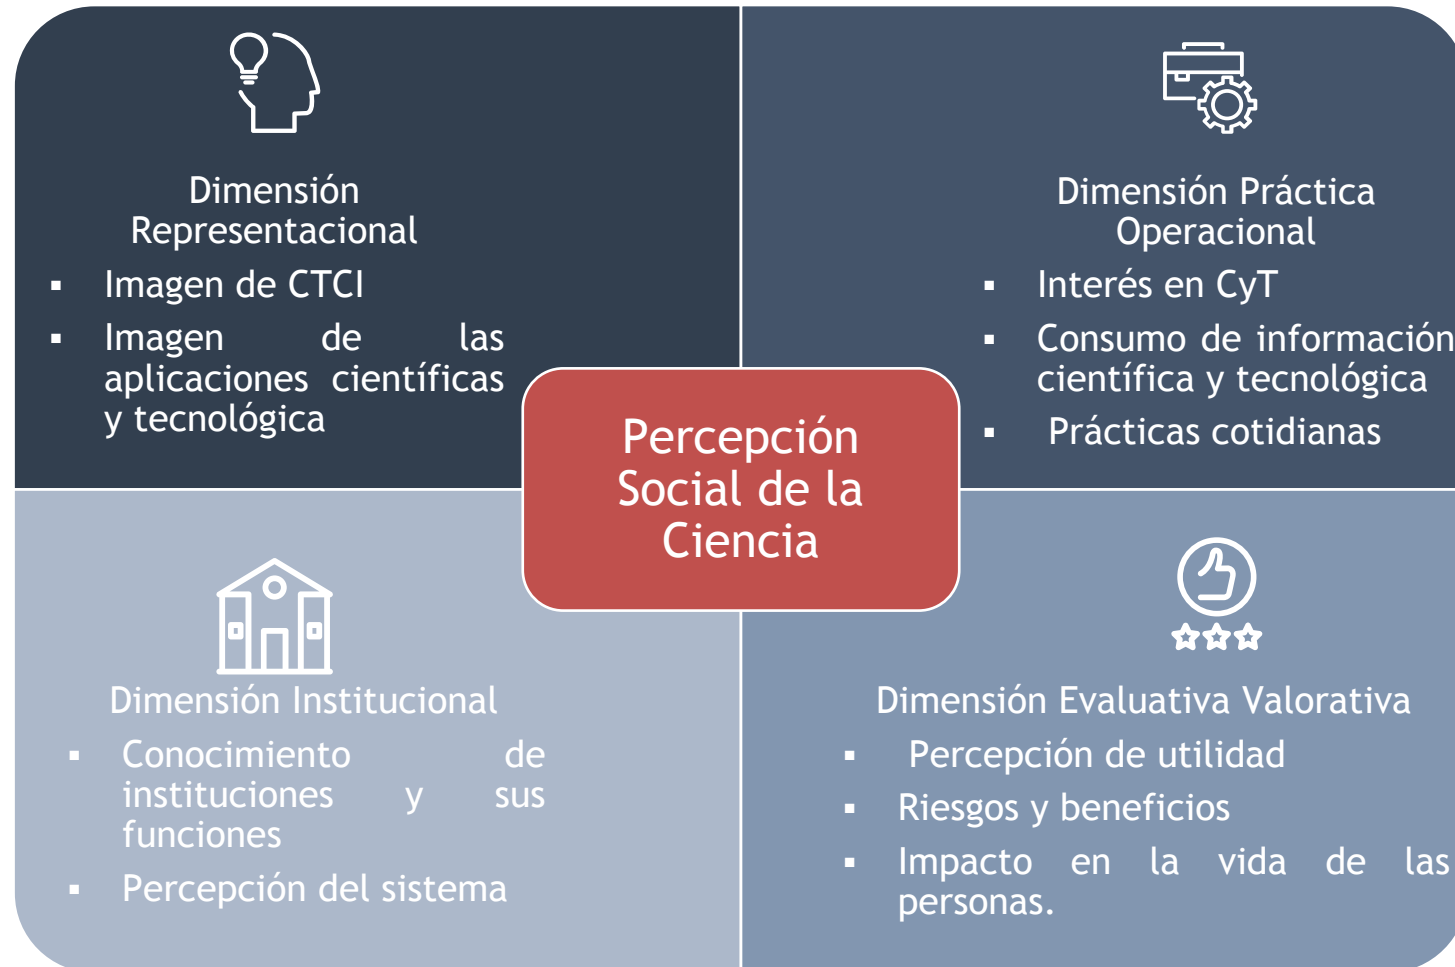 Dimensión
Representacional
▪ Imagen de CTCI
▪ Imagen de las
aplicaciones científicas
y tecnológica
Dimensión Práctica
Operacional
▪ Interés en CyT
▪ Consumo de información
científica y tecnológica
▪ Prácticas cotidianas
Percepción
Social de la
Ciencia
Dimensión Institucional
▪ Conocimiento de
instituciones y sus
funciones
▪ Percepción del sistema
Dimensión Evaluativa Valorativa
▪ Percepción de utilidad
▪ Riesgos y beneficios
▪ Impacto en la vida de las
personas.